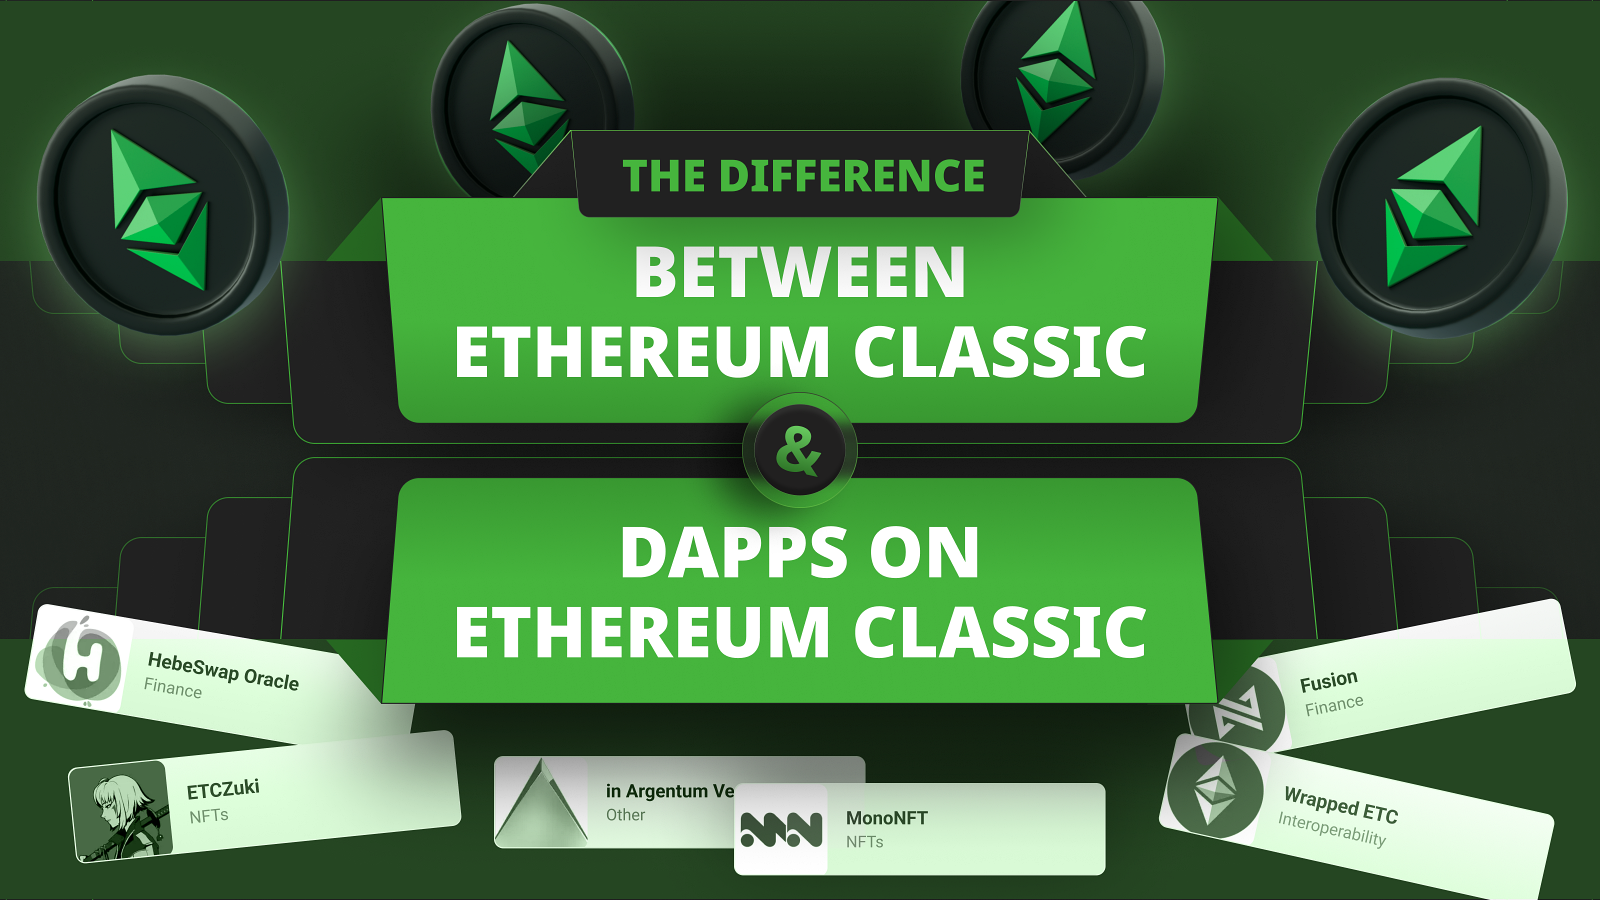 THE DIFFERENCE
BETWEEN
ETHEREUM CLASSIC
&
DAPPS ON
ETHEREUM CLASSIC
HebeSwap Oracle
Finance
Fusion
Finance
ETCZuki
NFTs
in Argentum Ve
Other
MonoNFT
NFTs
Wrapped ETC
Interoperability